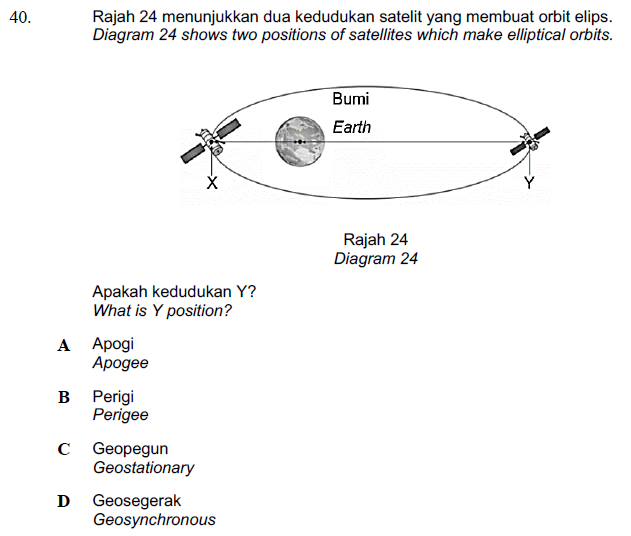 40. Rajah 24 menunjukkan dua kedudukan satelit yang membuat orbit elips.
Diagram 24 shows two positions of satellites which make elliptical orbits.
Bumi
Earth
X Y
Rajah 24
Diagram 24
Apakah kedudukan Y?
What is Y position?
A Apogi
Apogee
B Perigi
Perigee
C Geopegun
Geostationary
D Geosegerak
Geosynchronous